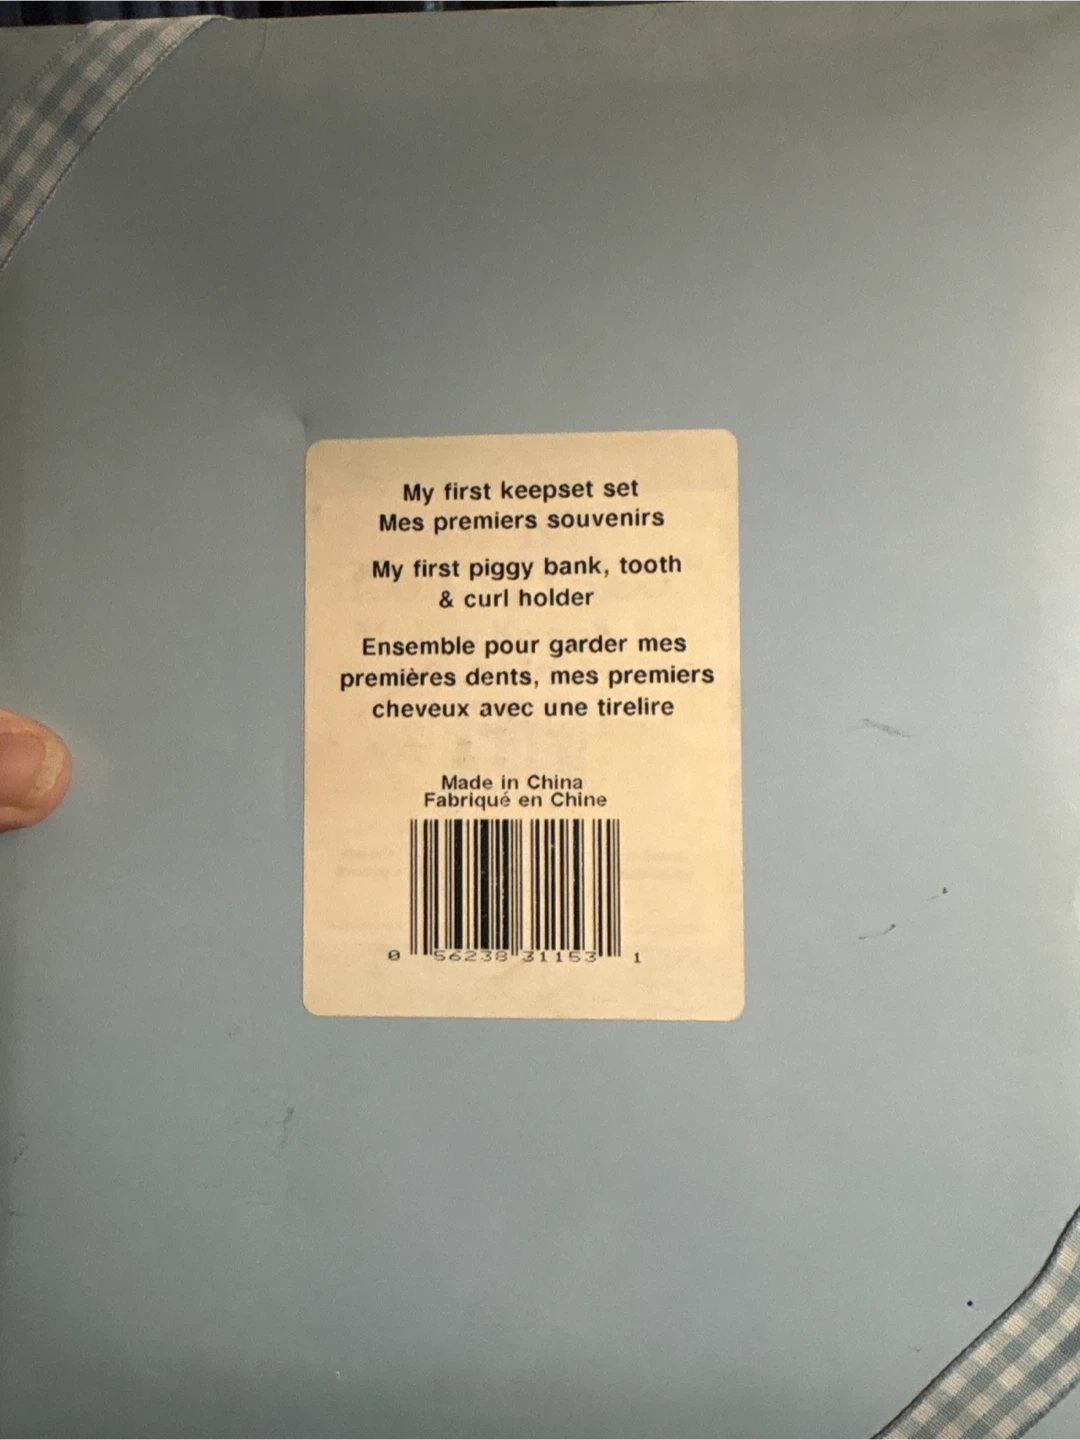 My first keepset set
Mes premiers souvenirs
My first piggy bank, tooth
& curl holder
Ensemble pour garder mes
premières dents, mes premiers
cheveux avec une tirelire
Made in China
Fabriqué en Chine
0 56238 31153 1